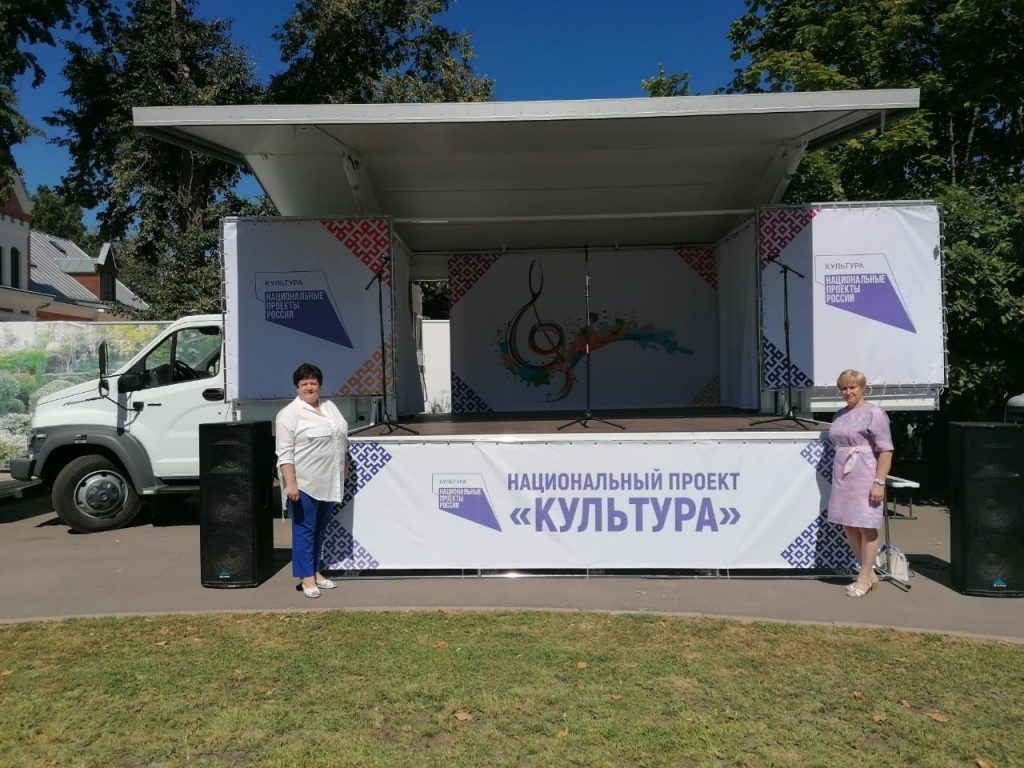 КУЛЬТУРА
НАЦИОНАЛЬНЫЕ
ПРОЕКТЫ
РОССИИ
КУЛЬТУРА
НАЦИОНАЛЬНЫЕ
ПРОЕКТЫ
РОССИИ
КУЛЬТУРА
НАЦИОНАЛЬНЫЕ
ПРОЕКТЫ
РОССИИ
НАЦИОНАЛЬНЫЙ ПРОЕКТ
«КУЛЬТУРА»